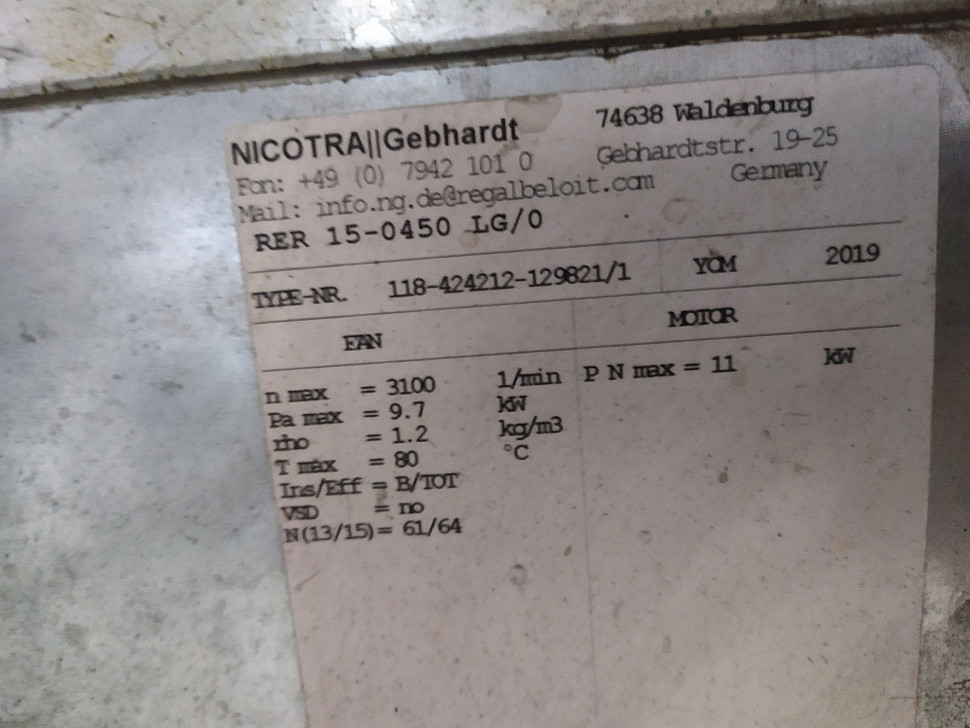 NICOTRA||Gebhardt 74638 Waldenburg
Fon: +49 (0) 7942 101 0 Gebhardtstr. 19-25
Mail: info.ng.de@regalbeloit.com Germany
RER 15-0450 LG/0
TYPE-NR. 118-424212-129821/1 YOM 2019
FAN MOTOR
n max = 3100 1/min P N max = 11 kW
Pa max = 9.7 kW
rho = 1.2 kg/m3
T max = 80 °C
Ins/Eff = B/TOT
VSD = no
N(13/15)= 61/64